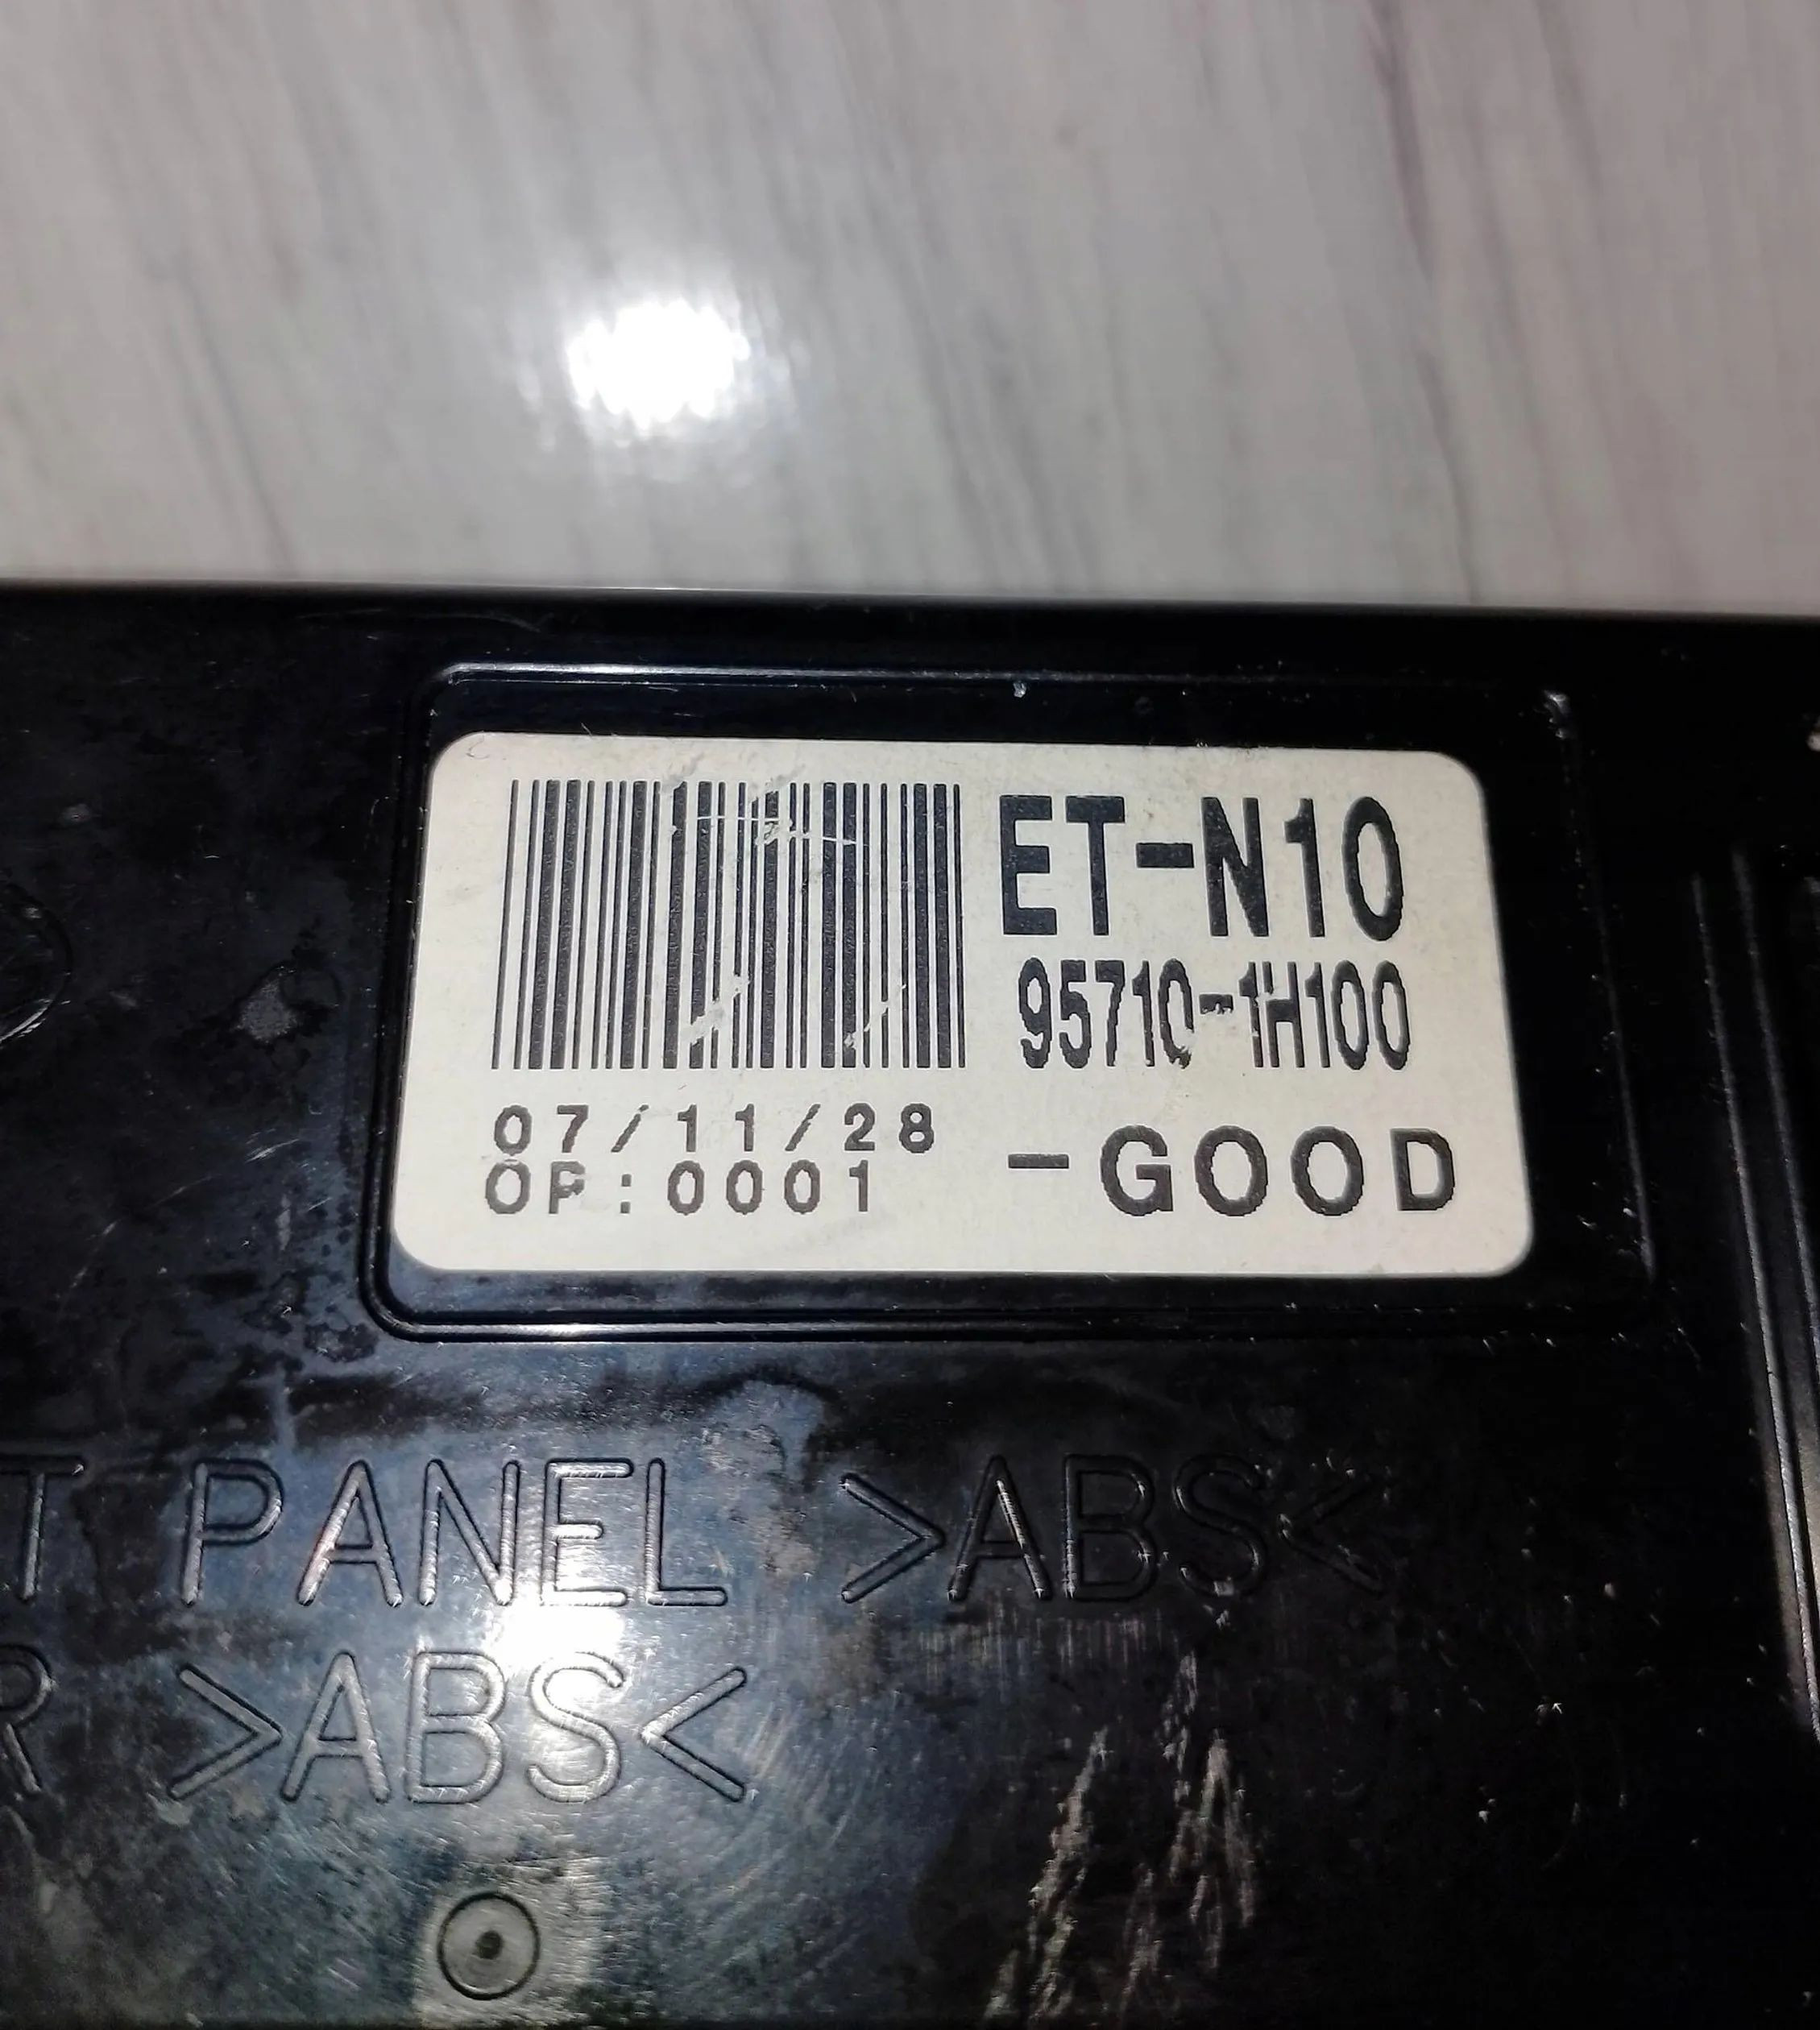 ET-N10
95710-1H100
07/11/28
-GOOD
OP:0001
T PANEL >ABS<
R >ABS<